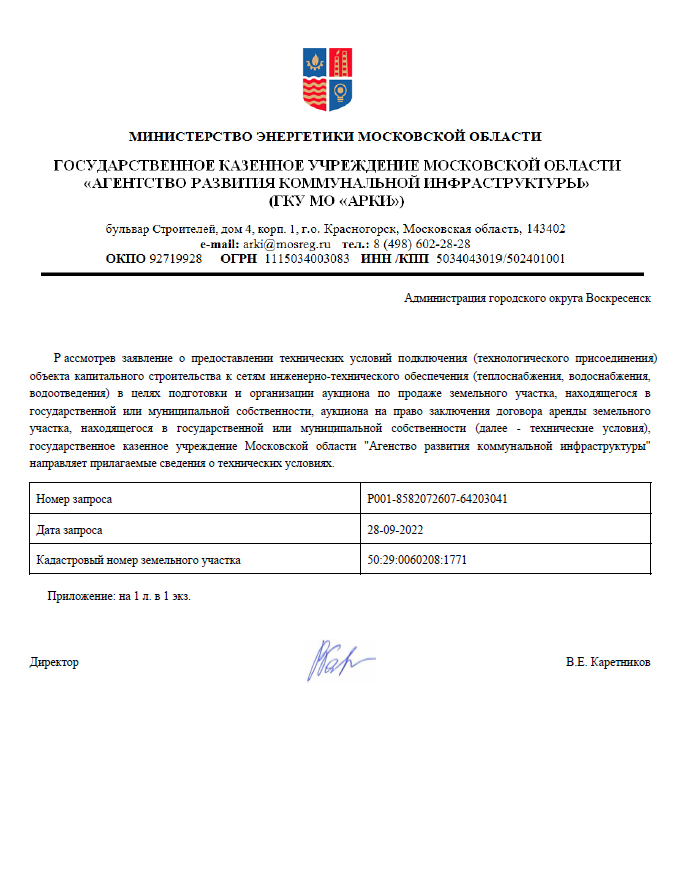 МИНИСТЕРСТВО ЭНЕРГЕТИКИ МОСКОВСКОЙ ОБЛАСТИ
ГОСУДАРСТВЕННОЕ КАЗЕННОЕ УЧРЕЖДЕНИЕ МОСКОВСКОЙ ОБЛАСТИ
«АГЕНТСТВО РАЗВИТИЯ КОММУНАЛЬНОЙ ИНФРАСТРУКТУРЫ»
(ГКУ МО «АРКИ»)
бульвар Строителей, дом 4, корп. 1, г.о. Красногорск, Московская область, 143402
e-mail: arki@mosreg.ru тел.: 8 (498) 602-28-28
ОКПО 92719928 ОГРН 1115034003083 ИНН /КПП 5034043019/502401001
Администрация городского округа Воскресенск
Р ассмотрев заявление о предоставлении технических условий подключения (технологического присоединения)
объекта капитального строительства к сетям инженерно-технического обеспечения (теплоснабжения, водоснабжения,
водоотведения) в целях подготовки и организации аукциона по продаже земельного участка, находящегося в
государственной или муниципальной собственности, аукциона на право заключения договора аренды земельного
участка, находящегося в государственной или муниципальной собственности (далее - технические условия),
государственное казенное учреждение Московской области "Агенство развития коммунальной инфраструктуры"
направляет прилагаемые сведения о технических условиях.
Номер запроса P001-8582072607-64203041
Дата запроса 28-09-2022
Кадастровый номер земельного участка 50:29:0060208:1771
Приложение: на 1 л. в 1 экз.
Директор В.Е. Каретников